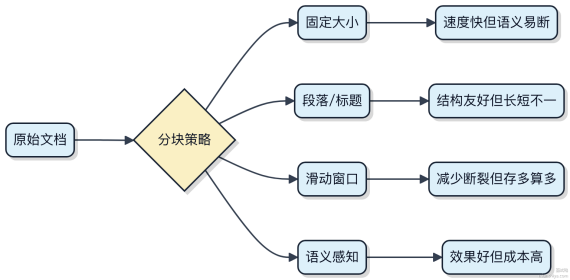 固定大小
速度快但语义易断
段落/标题
结构友好但长短不一
原始文档
分块策略
滑动窗口
减少断裂但存多算多
语义感知
效果好但成本高